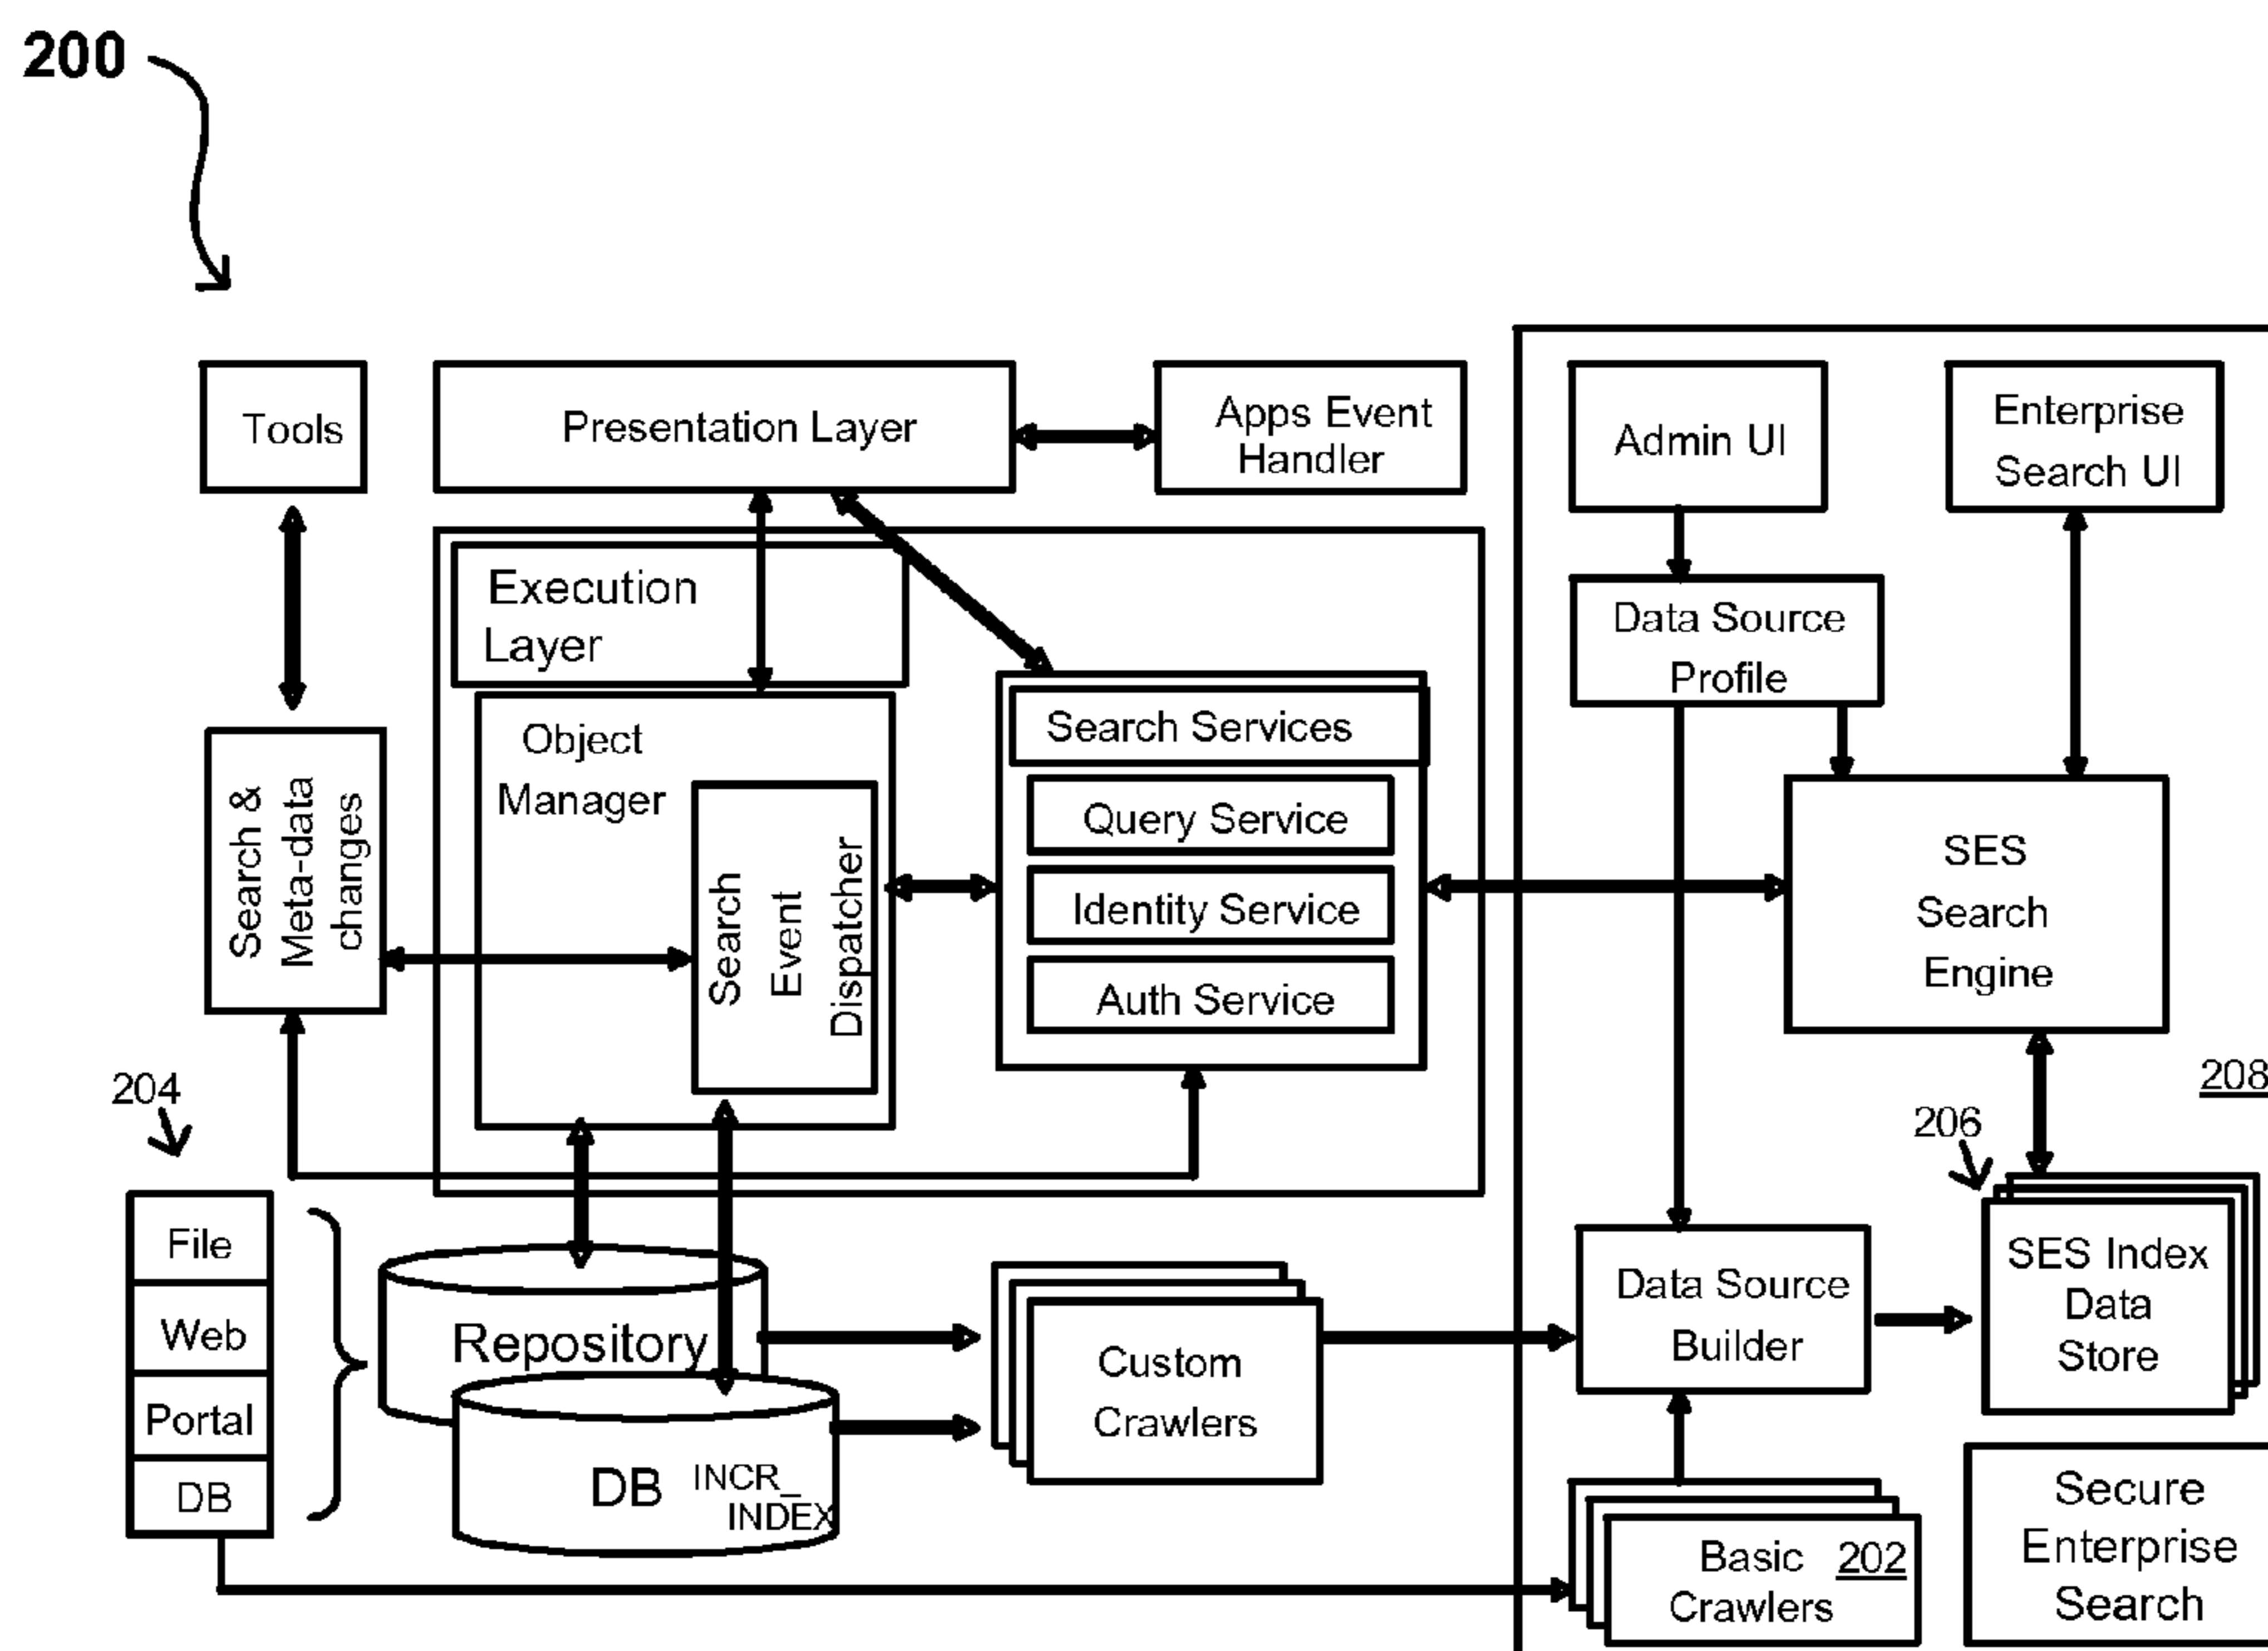 200
Tools
Presentation Layer
Apps Event
Handler
Admin UI
Enterprise
Search UI
Execution
Layer
Data Source
Profile
Object
Manager
Search Services
Query Service
Identity Service
Auth Service
Search &
Meta-data
changes
Search
Event
Dispatcher
SES
Search
Engine
204
208
206
File
Web
Portal
DB
Repository
DB
INCR_
INDEX
Custom
Crawlers
Data Source
Builder
SES Index
Data
Store
Basic
Crawlers
202
Secure
Enterprise
Search